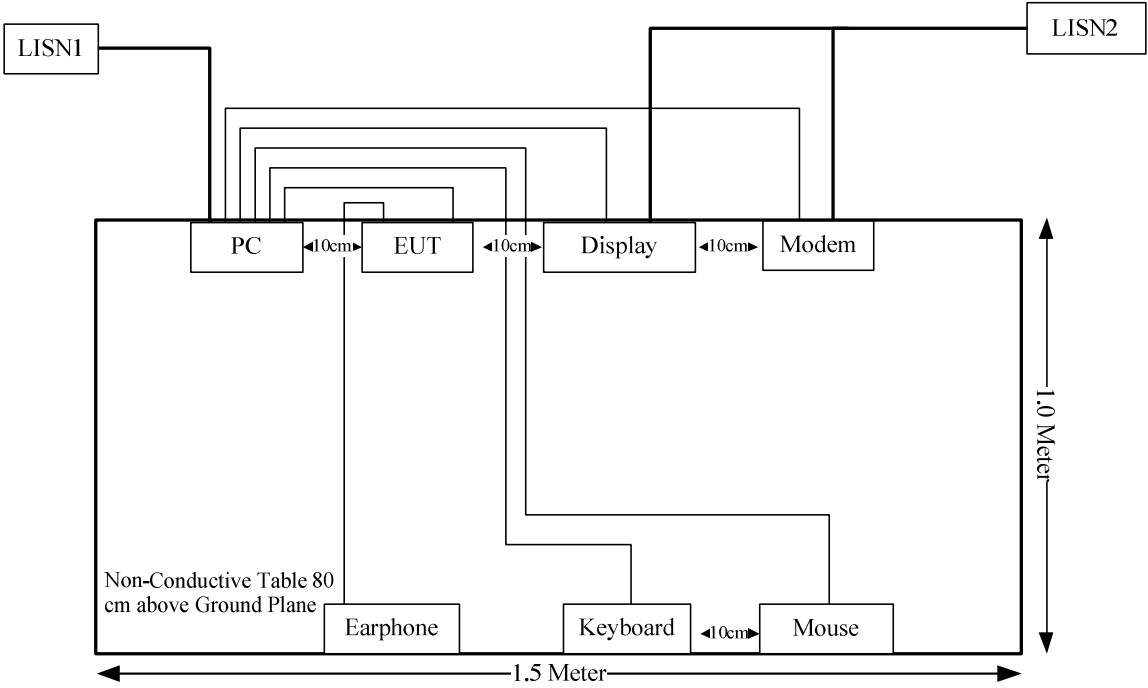 LISN1
LISN2
PC
10cm
EUT
10cm
Display
10cm
Modem
1.0 Meter
Non-Conductive Table 80
cm above Ground Plane
Earphone
Keyboard
10cm
Mouse
1.5 Meter